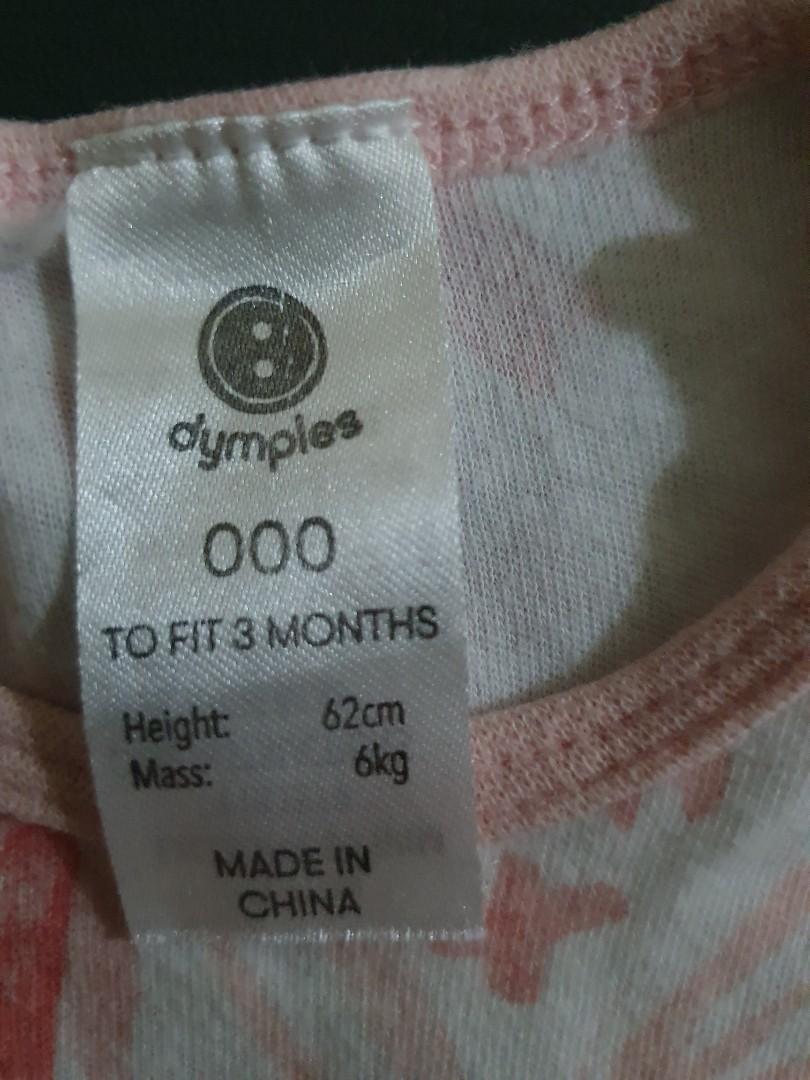 dymples
000
TO FIT 3 MONTHS
Height: 62cm
Mass: 6kg
MADE IN
CHINA